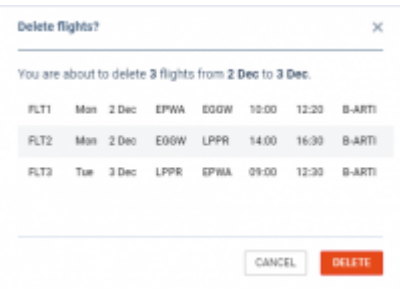 Delete flights?
You are about to delete 3 flights from 2 Dec to 3 Dec.
FLT1 Mon 2 Dec EPWA EGGW 10:00 12:20 B-ARTI
FLT2 Mon 2 Dec EGGW LPPR 14:00 16:30 B-ARTI
FLT3 Tue 3 Dec LPPR EPWA 09:00 12:30 B-ARTI
CANCEL DELETE